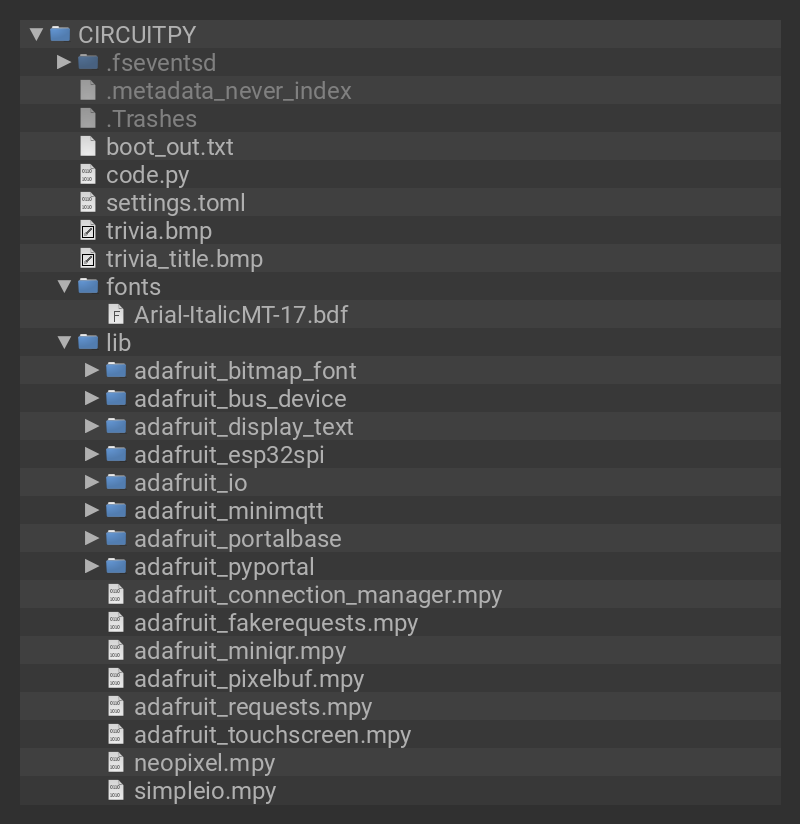 CIRCUITPY
.fseventsd
.metadata_never_index
.Trashes
boot_out.txt
code.py
settings.toml
trivia.bmp
trivia_title.bmp
fonts
Arial-ItalicMT-17.bdf
lib
adafruit_bitmap_font
adafruit_bus_device
adafruit_display_text
adafruit_esp32spi
adafruit_io
adafruit_minimqtt
adafruit_portalbase
adafruit_pyportal
adafruit_connection_manager.mpy
adafruit_fakerequests.mpy
adafruit_miniqr.mpy
adafruit_pixelbuf.mpy
adafruit_requests.mpy
adafruit_touchscreen.mpy
neopixel.mpy
simpleio.mpy